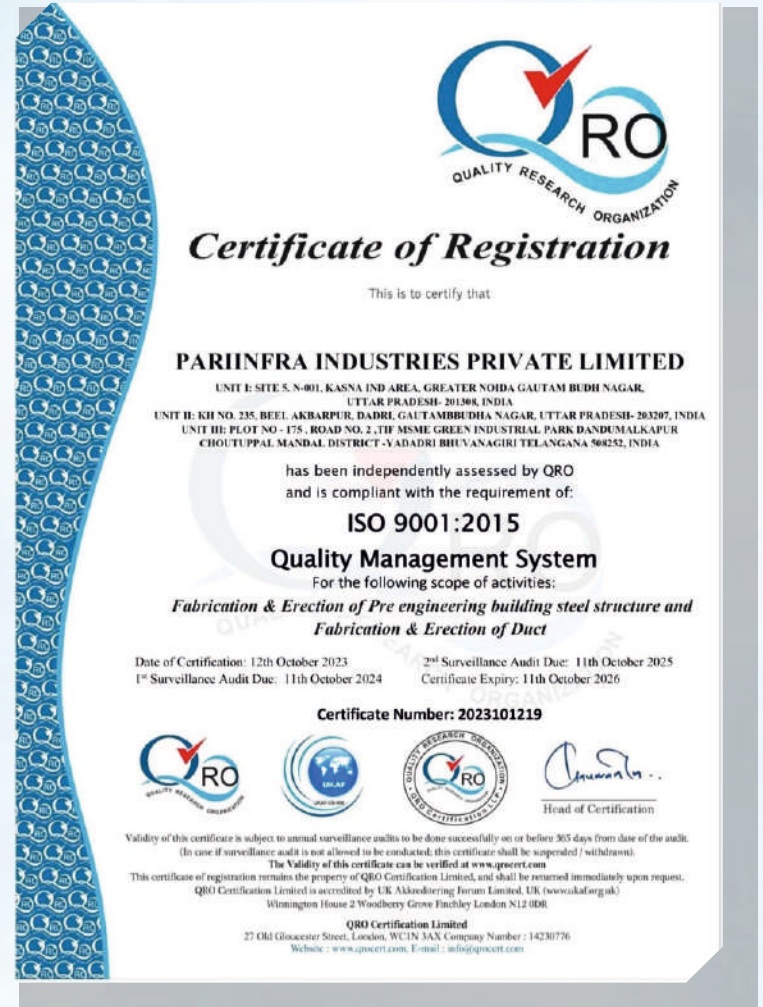 QRO
QUALITY RESEARCH ORGANIZATION
Certificate of Registration
This is to certify that
PARIINFRA INDUSTRIES PRIVATE LIMITED
UNIT I: SITE 5, N-001, KASNA IND AREA, GREATER NOIDA GAUTAM BUDH NAGAR,
UTTAR PRADESH- 201308, INDIA
UNIT II: KH NO. 235, BEEL AKBARPUR, DADRI, GAUTAMBBUDHA NAGAR, UTTAR PRADESH- 203207, INDIA
UNIT III: PLOT NO - 175 , ROAD NO. 2 ,TIF MSME GREEN INDUSTRIAL PARK DANDUMALKAPUR
CHOUTUPPAL MANDAL DISTRICT -YADADRI BHUVANAGIRI TELANGANA 508252, INDIA
has been independently assessed by QRO
and is compliant with the requirement of:
ISO 9001:2015
Quality Management System
For the following scope of activities:
Fabrication & Erection of Pre engineering building steel structure and
Fabrication & Erection of Duct
Date of Certification: 12th October 2023
2nd Surveillance Audit Due: 11th October 2025
1st Surveillance Audit Due: 11th October 2024
Certificate Expiry: 11th October 2026
Certificate Number: 2023101219
QRO
QUALITY RESEARCH ORGANIZATION
UKAF
QUALITY RESEARCH ORGANIZATION
QRO
QRO Certification LLP
Head of Certification
Validity of this certificate is subject to annual surveillance audits to be done successfully on or before 365 days from date of the audit.
(In case if surveillance audit is not allowed to be conducted; this certificate shall be suspended / withdrawn).
The Validity of this certificate can be verified at www.qrocert.com
This certificate of registration remains the property of QRO Certification Limited, and shall be returned immediately upon request.
QRO Certification Limited is accredited by UK Akkreditering Forum Limited, UK (www.ukaf.org.uk)
Winnington House 2 Woodberry Grove Finchley London N12 0DR
QRO Certification Limited
27 Old Gloucester Street, London, WC1N 3AX Company Number : 14230776
Website : www.qrocert.com, E-mail : info@qrocert.com